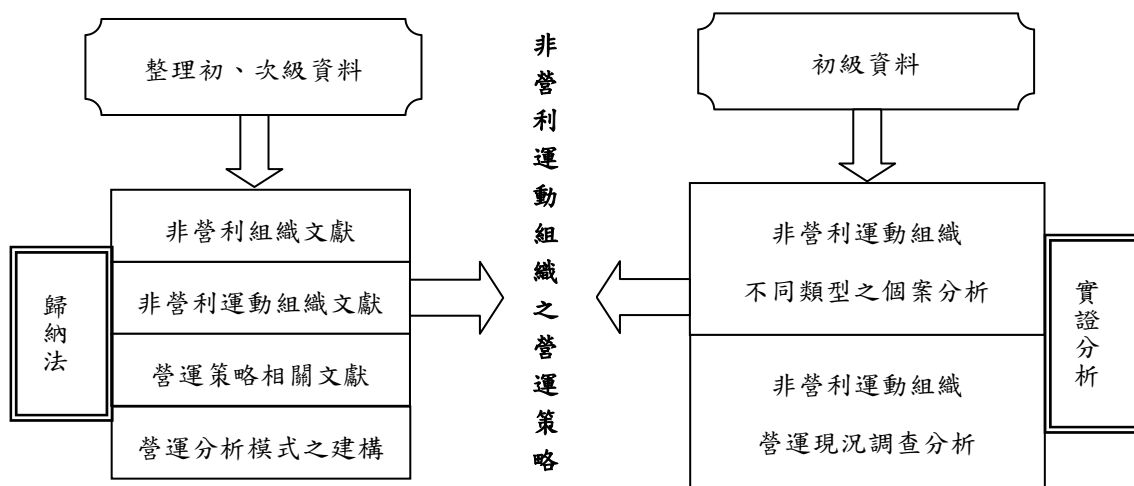 整理初、次級資料
非營利組織文獻
非營利運動組織文獻
營運策略相關文獻
營運分析模式之建構
歸納法
非營利運動組織之營運策略
初級資料
非營利運動組織
不同類型之個案分析
非營利運動組織
營運現況調查分析
實證分析